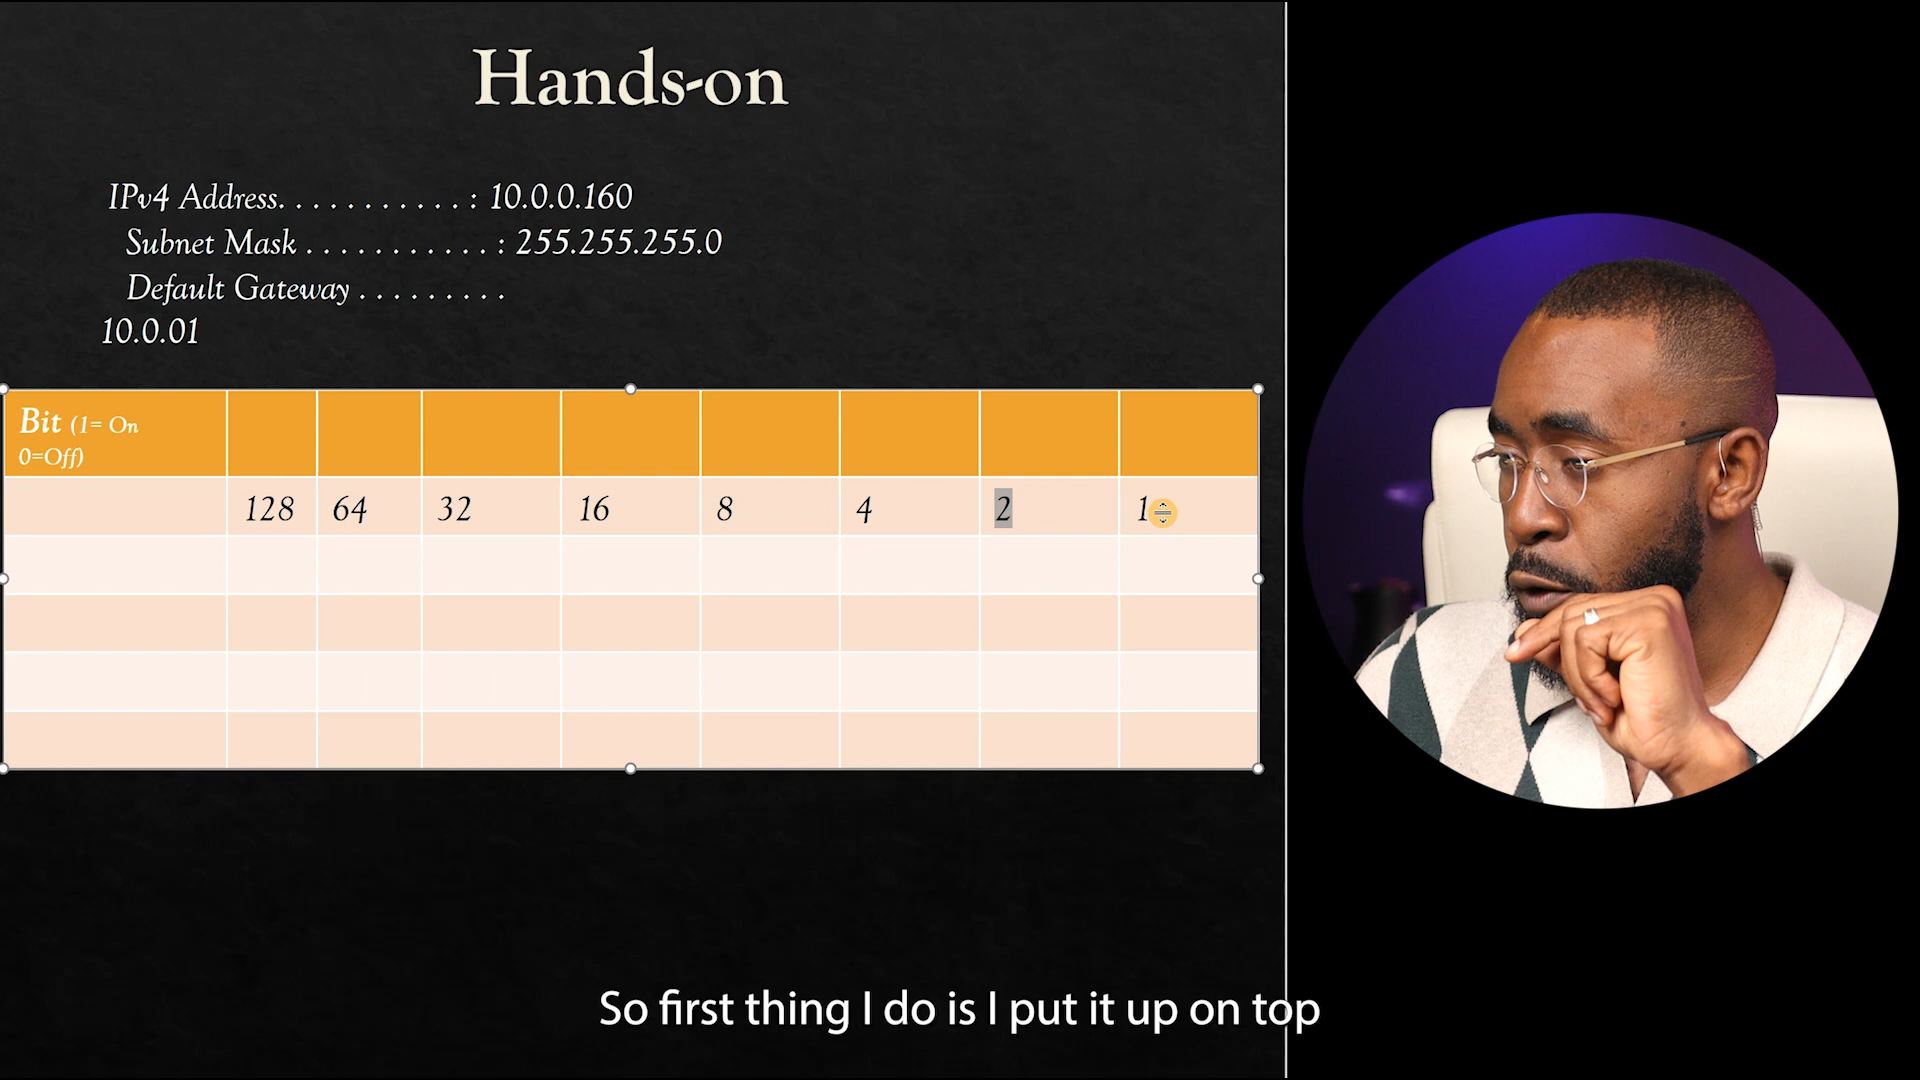 Hands-on
IPv4 Address. . . . . . . . . . . : 10.0.0.160
Subnet Mask . . . . . . . . . . . : 255.255.255.0
Default Gateway . . . . . . . . .
10.0.01
Bit (1= On
0=Off)
128 64 32 16 8 4 2 1
So first thing I do is I put it up on top